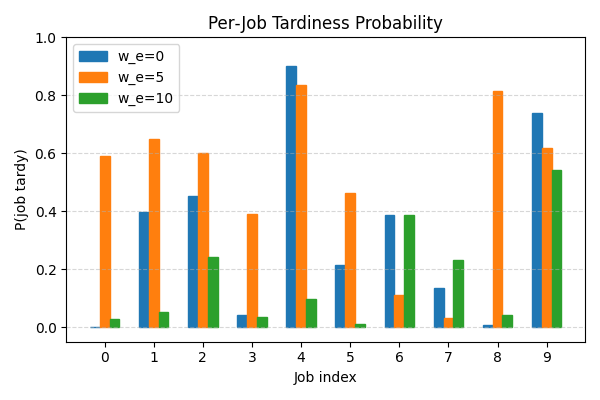 Per-Job Tardiness Probability
w_e=0
w_e=5
w_e=10
P(job tardy)
1.0
0.8
0.6
0.4
0.2
0.0
0 1 2 3 4 5 6 7 8 9
Job index